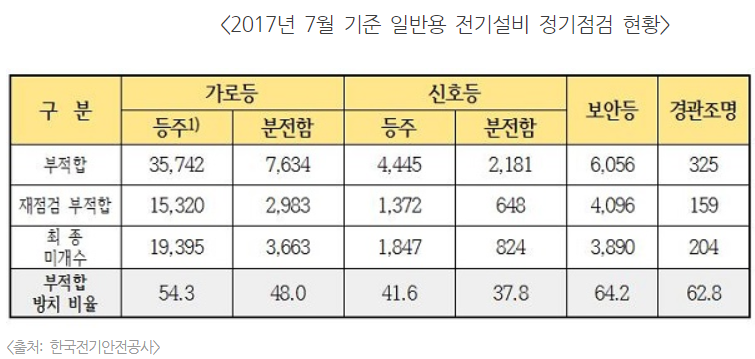 <2017년 7월 기준 일반용 전기설비 정기점검 현황>
구 분 가로등 신호등 보안등 경관조명
등주1) 분전함 등주 분전함
부적합 35,742 7,634 4,445 2,181 6,056 325
재점검 부적합 15,320 2,983 1,372 648 4,096 159
최 종
미개수 19,395 3,663 1,847 824 3,890 204
부적합
방치 비율 54.3 48.0 41.6 37.8 64.2 62.8
<출처: 한국전기안전공사>